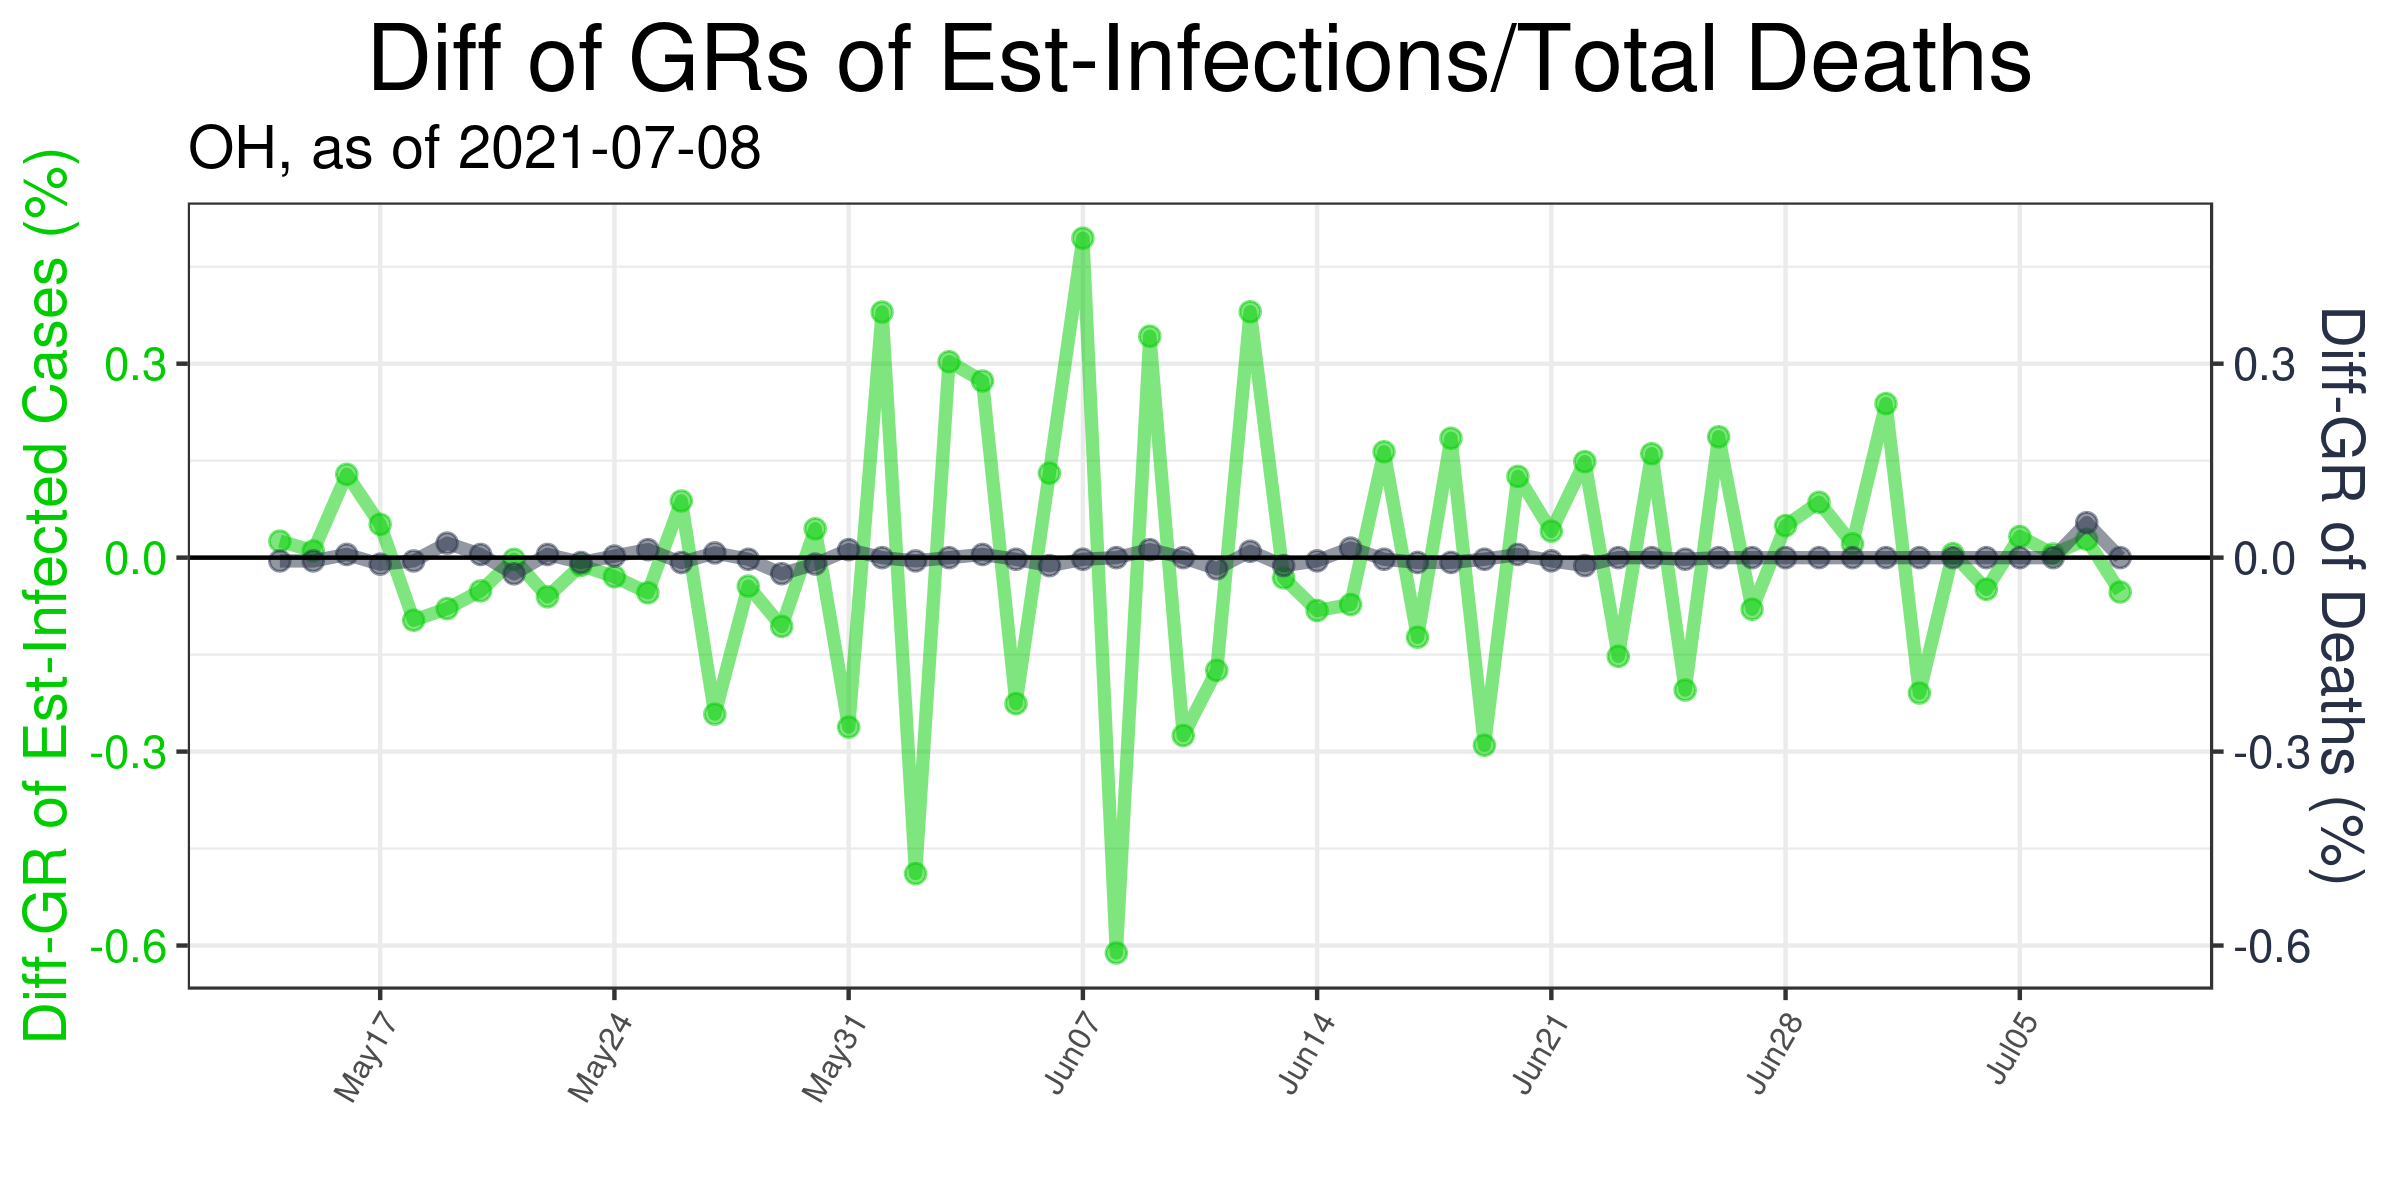 Diff of GRs of Est-Infections/Total Deaths
OH, as of 2021-07-08
Diff-GR of Est-Infected Cases (%)
0.3
0.0
-0.3
-0.6
0.3
0.0
-0.3
-0.6
Diff-GR of Deaths (%)
May17
May24
May31
Jun07
Jun14
Jun21
Jun28
Jul05